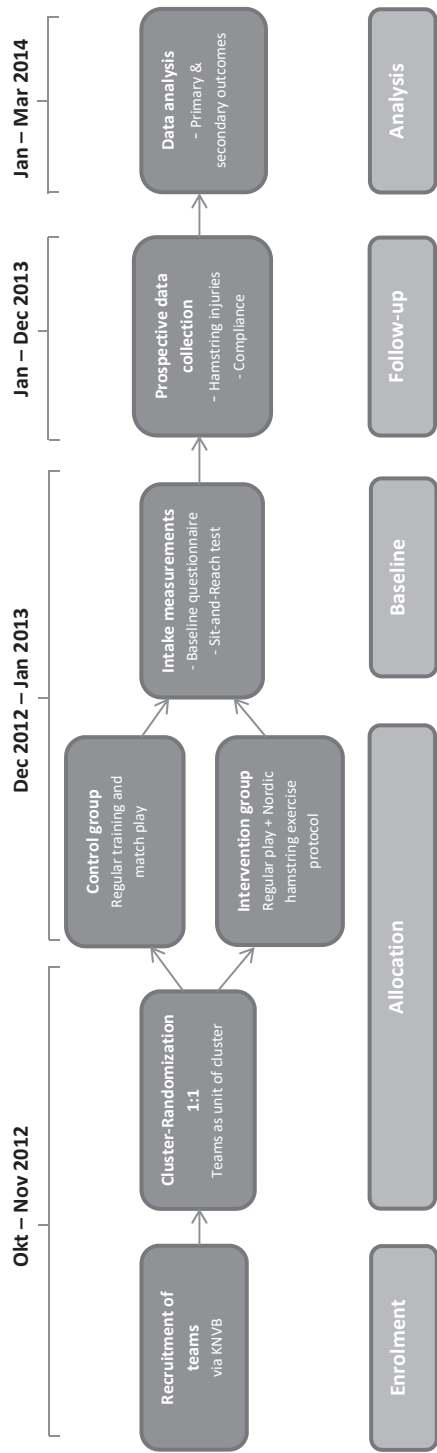 Okt – Nov 2012
Dec 2012 – Jan 2013
Jan – Dec 2013
Jan – Mar 2014
Recruitment of
teams
via KNVB
Cluster-Randomization
1:1
Teams as unit of cluster
Control group
Regular training and
match play
Intervention group
Regular play + Nordic
hamstring exercise
protocol
Intake measurements
- Baseline questionnaire
- Sit-and-Reach test
Prospective data
collection
- Hamstring injuries
- Compliance
Data analysis
- Primary &
secondary outcomes
Enrolment
Allocation
Baseline
Follow-up
Analysis